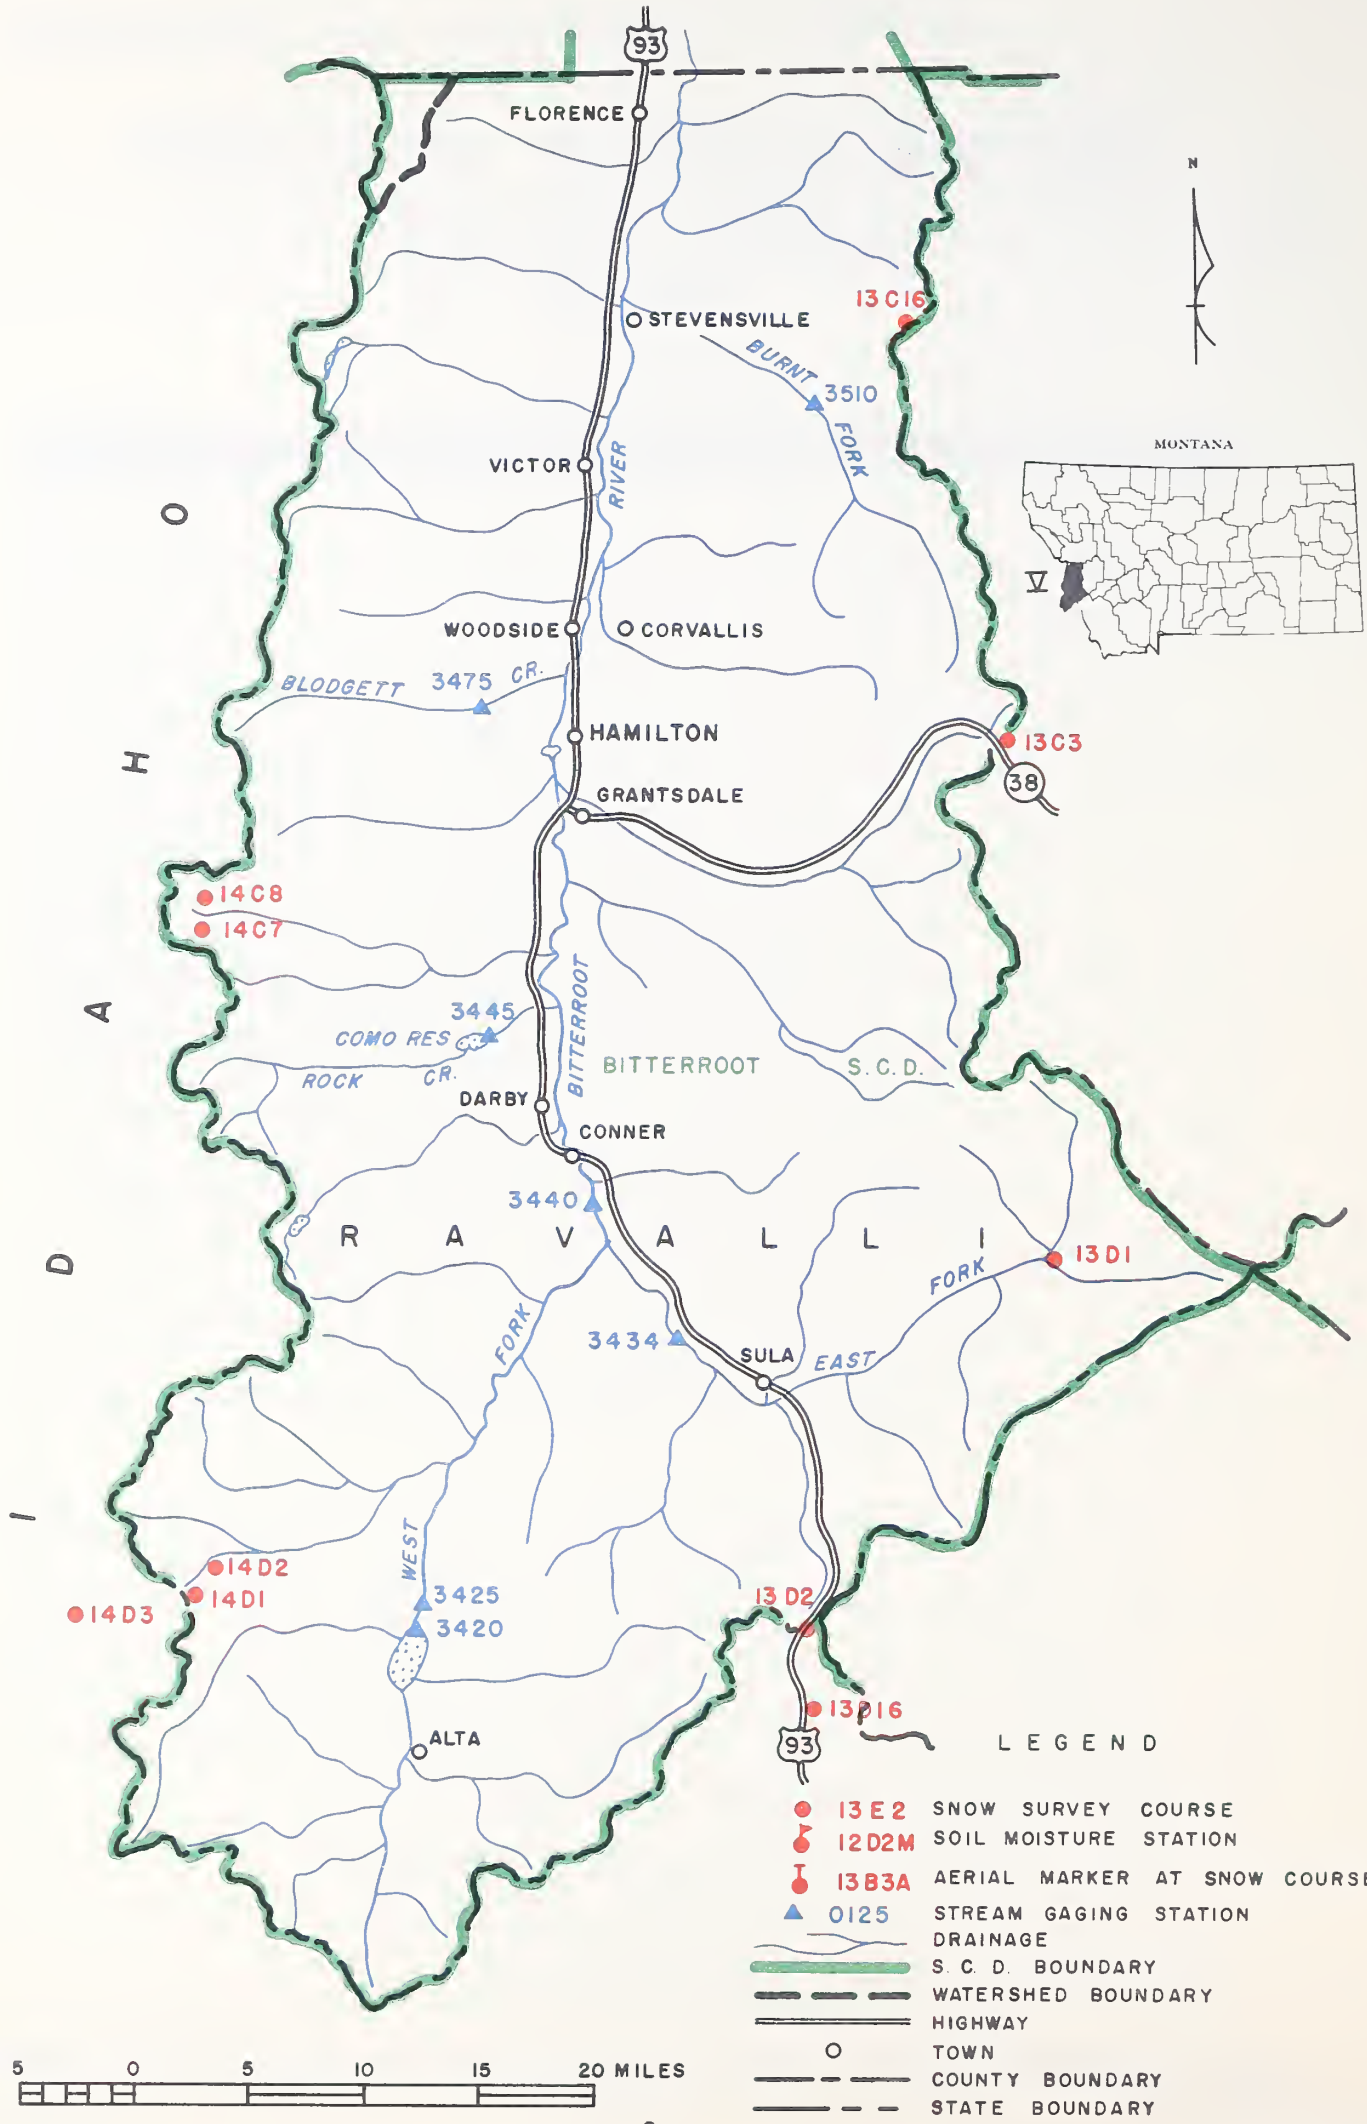 93
FLORENCE
N
13C16
STEVENSVILLE
BURNT
3510
FORK
MONTANA
VICTOR
RIVER
V
WOODSIDE
CORVALLIS
BLODGETT 3475 CR.
HAMILTON
13C3
38
GRANTSDALE
14C8
14C7
BITTERROOT
3445
COMO RES
ROCK CR.
BITTERROOT S.C.D.
DARBY
CONNER
3440
R A V A L L I
13D1
FORK
FORK
3434
SULA
EAST
I D A H O
WEST
14D2
14D1
14D3
3425
3420
13D2
13D16
93
ALTA
LEGEND
13E2 SNOW SURVEY COURSE
12D2M SOIL MOISTURE STATION
13B3A AERIAL MARKER AT SNOW COURSE
0125 STREAM GAGING STATION
DRAINAGE
S. C. D. BOUNDARY
WATERSHED BOUNDARY
HIGHWAY
TOWN
COUNTY BOUNDARY
STATE BOUNDARY
5 0 5 10 15 20 MILES